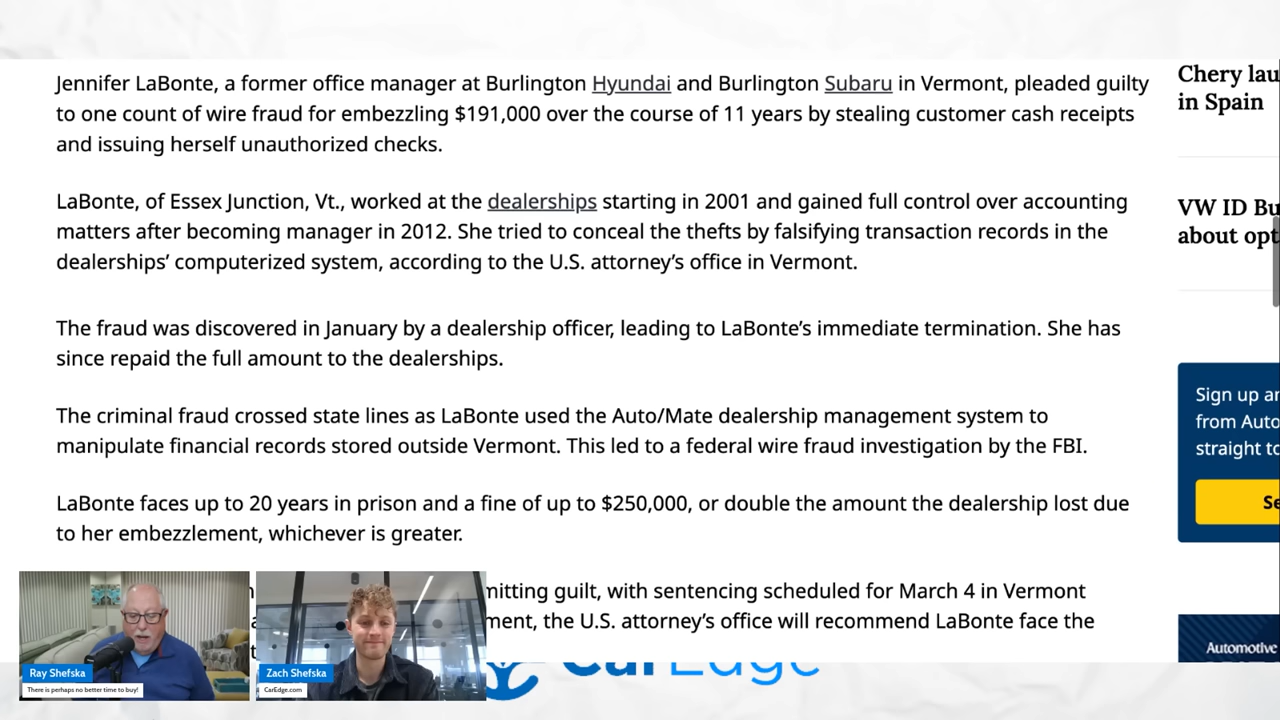 Jennifer LaBonte, a former office manager at Burlington Hyundai and Burlington Subaru in Vermont, pleaded guilty
to one count of wire fraud for embezzling $191,000 over the course of 11 years by stealing customer cash receipts
and issuing herself unauthorized checks.
LaBonte, of Essex Junction, Vt., worked at the dealerships starting in 2001 and gained full control over accounting
matters after becoming manager in 2012. She tried to conceal the thefts by falsifying transaction records in the
dealerships’ computerized system, according to the U.S. attorney’s office in Vermont.
The fraud was discovered in January by a dealership officer, leading to LaBonte’s immediate termination. She has
since repaid the full amount to the dealerships.
The criminal fraud crossed state lines as LaBonte used the Auto/Mate dealership management system to
manipulate financial records stored outside Vermont. This led to a federal wire fraud investigation by the FBI.
LaBonte faces up to 20 years in prison and a fine of up to $250,000, or double the amount the dealership lost due
to her embezzlement, whichever is greater.
mitting guilt, with sentencing scheduled for March 4 in Vermont
ment, the U.S. attorney’s office will recommend LaBonte face the
Chery lau
in Spain
VW ID Bu
about opt
Sign up an
from Auto
straight to
Se
Automotive
Ray Shefska
There is perhaps no better time to buy!
Zach Shefska
CarEdge.com
CarEdge